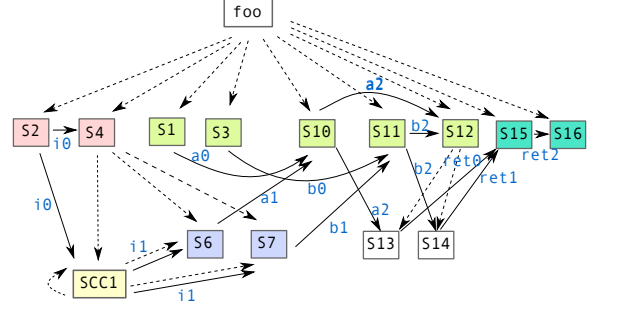 foo
a2
S2
i0
S4
S1
S3
S10
S11
b2
S12
S15
ret2
S16
a0
b0
b2
ret0
ret1
i0
a1
a2
b1
i1
S6
S7
S13
S14
SCC1
i1